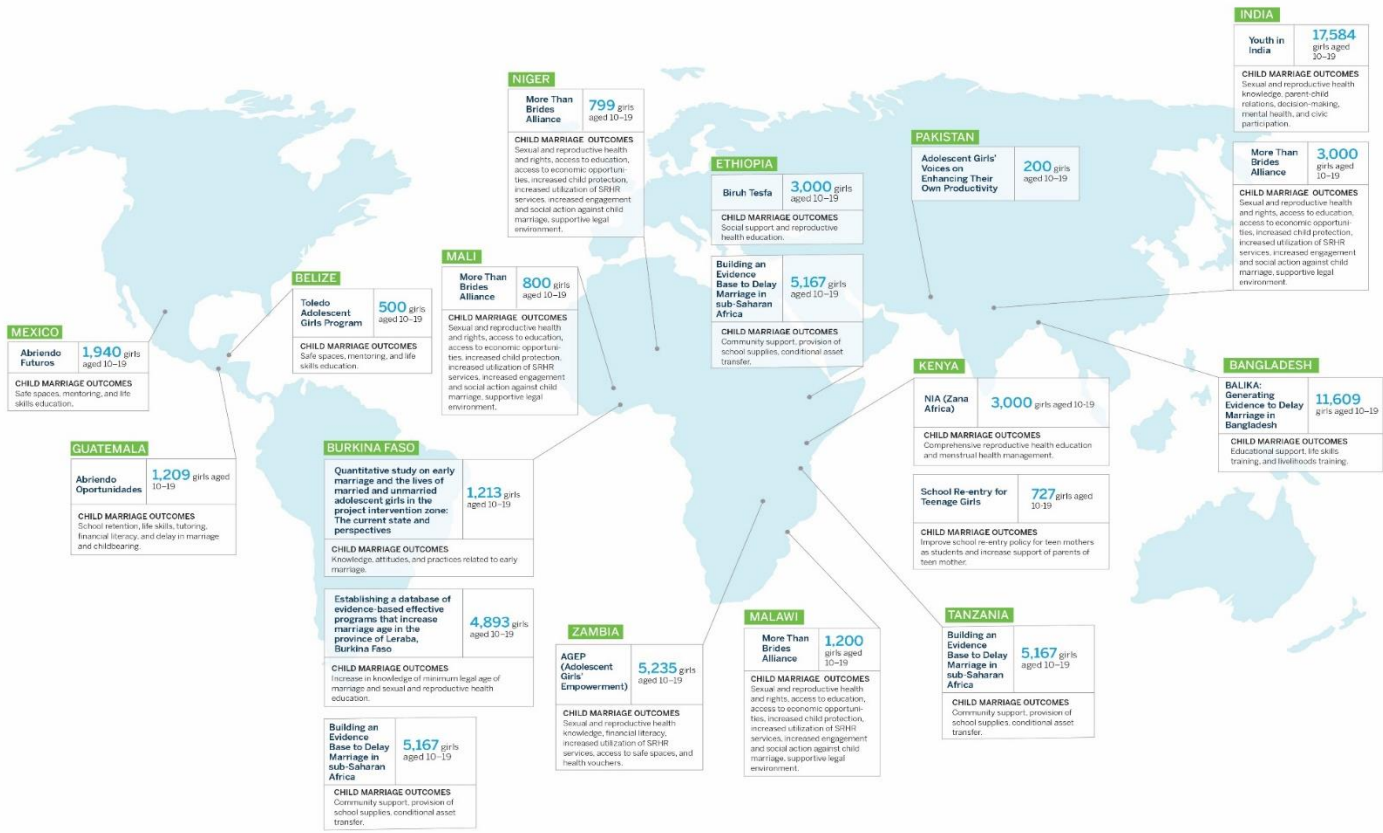 INDIA
Youth in
India
17,584
girls aged
10–19
CHILD MARRIAGE OUTCOMES
Sexual and reproductive health
knowledge, parent-child
relations, decision-making,
mental health, and civic
participation.
More Than
Brides
Alliance
3,000
girls aged
10–19
CHILD MARRIAGE OUTCOMES
Sexual and reproductive health
and rights, access to education,
access to economic opportuni-
ties, increased child protection,
increased utilization of SRHR
services, increased engagement
and social action against child
marriage, supportive legal
environment.
NIGER
More Than
Brides
Alliance
799 girls
aged 10–19
CHILD MARRIAGE OUTCOMES
Sexual and reproductive health
and rights, access to education,
access to economic opportuni-
ties, increased child protection,
increased utilization of SRHR
services, increased engagement
and social action against child
marriage, supportive legal
environment.
ETHIOPIA
Biruh Tesfa
3,000 girls
aged 10–19
CHILD MARRIAGE OUTCOMES
Social support and reproductive
health education.
Building an
Evidence
Base to Delay
Marriage in
sub-Saharan
Africa
5,167 girls
aged 10–19
CHILD MARRIAGE OUTCOMES
Community support, provision of
school supplies, conditional asset
transfer.
PAKISTAN
Adolescent Girls'
Voices on
Enhancing Their
Own Productivity
200 girls
aged 10–19
MALI
More Than
Brides
Alliance
800 girls
aged 10–19
CHILD MARRIAGE OUTCOMES
Sexual and reproductive health
and rights, access to education,
access to economic opportuni-
ties, increased child protection,
increased utilization of SRHR
services, increased engagement
and social action against child
marriage, supportive legal
environment.
BELIZE
Toledo
Adolescent
Girls Program
500 girls
aged 10–19
CHILD MARRIAGE OUTCOMES
Safe spaces, mentoring, and life
skills education.
MEXICO
Abriendo
Futuros
1,940 girls
aged 10–19
CHILD MARRIAGE OUTCOMES
Safe spaces, mentoring, and life
skills education.
GUATEMALA
Abriendo
Oportunidades
1,209 girls aged
10–19
CHILD MARRIAGE OUTCOMES
School retention, life skills, tutoring,
financial literacy, and delay in marriage
and childbearing.
BURKINA FASO
Quantitative study on early
marriage and the lives of
married and unmarried
adolescent girls in the
project intervention zone:
The current state and
perspectives
1,213 girls
aged 10–19
CHILD MARRIAGE OUTCOMES
Knowledge, attitudes, and practices related to early
marriage.
Establishing a database of
evidence-based effective
programs that increase
marriage age in the
province of Leraba,
Burkina Faso
4,893 girls
aged 10–19
CHILD MARRIAGE OUTCOMES
Increase in knowledge of minimum legal age of
marriage and sexual and reproductive health
education.
Building an
Evidence
Base to Delay
Marriage in
sub-Saharan
Africa
5,167 girls
aged 10–19
CHILD MARRIAGE OUTCOMES
Community support, provision of
school supplies, conditional asset
transfer.
KENYA
NIA (Zana
Africa)
3,000 girls aged 10-19
CHILD MARRIAGE OUTCOMES
Comprehensive reproductive health education
and menstrual health management.
School Re-entry for
Teenage Girls
727 girls aged
10-19
CHILD MARRIAGE OUTCOMES
Improve school re-entry policy for teen mothers
as students and increase support of parents of
teen mother.
BANGLADESH
BALIKA:
Generating
Evidence to Delay
Marriage in
Bangladesh
11,609
girls aged 10–19
CHILD MARRIAGE OUTCOMES
Educational support, life skills
training, and livelihoods training.
ZAMBIA
AGEP
(Adolescent
Girls'
Empowerment)
5,235 girls
aged 10–19
CHILD MARRIAGE OUTCOMES
Sexual and reproductive health
knowledge, financial literacy,
increased utilization of SRHR
services, access to safe spaces, and
health vouchers.
MALAWI
More Than
Brides
Alliance
1,200
girls aged
10–19
CHILD MARRIAGE OUTCOMES
Sexual and reproductive health
and rights, access to education,
access to economic opportuni-
ties, increased child protection,
increased utilization of SRHR
services, increased engagement
and social action against child
marriage, supportive legal
environment.
TANZANIA
Building an
Evidence
Base to Delay
Marriage in
sub-Saharan
Africa
5,167 girls
aged 10–19
CHILD MARRIAGE OUTCOMES
Community support, provision of
school supplies, conditional asset
transfer.